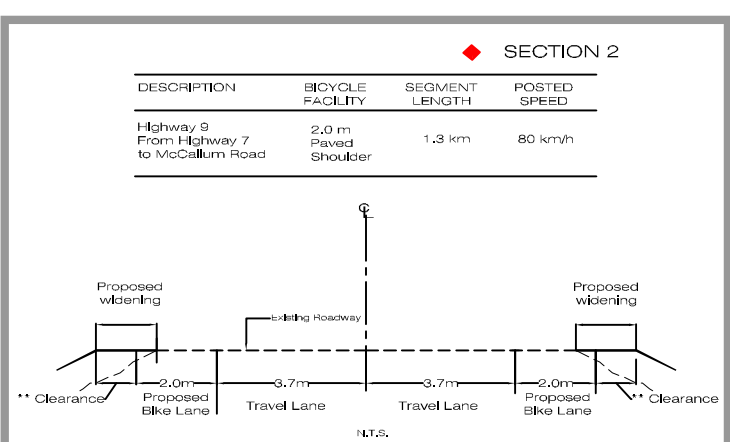 SECTION 2
DESCRIPTION BICYCLE FACILITY SEGMENT LENGTH POSTED SPEED
Highway 9
From Highway 7
to McCallum Road
2.0 m
Paved
Shoulder
1.3 km
80 km/h
℄
Proposed
widening
Proposed
widening
Existing Roadway
2.0m
3.7m
3.7m
2.0m
** Clearance
Proposed
Bike Lane
Travel Lane
Travel Lane
Proposed
Bike Lane
** Clearance
N.T.S.